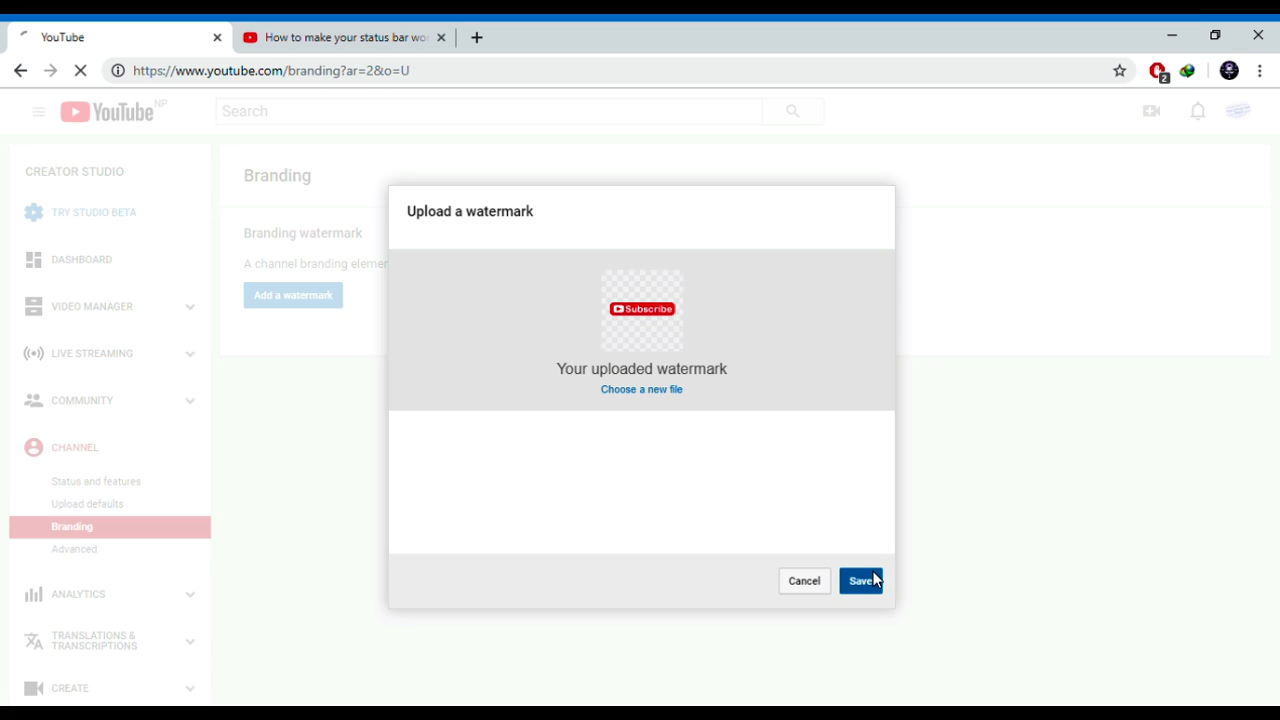 YouTube
How to make your status bar wo
https://www.youtube.com/branding?ar=2&o=U
2
YouTube NP
Search
CREATOR STUDIO
TRY STUDIO BETA
DASHBOARD
VIDEO MANAGER
LIVE STREAMING
COMMUNITY
CHANNEL
Status and features
Upload defaults
Branding
Advanced
ANALYTICS
TRANSLATIONS &
TRANSCRIPTIONS
CREATE
Branding
Branding watermark
A channel branding elemen
Add a watermark
Upload a watermark
Subscribe
Your uploaded watermark
Choose a new file
Cancel
Save